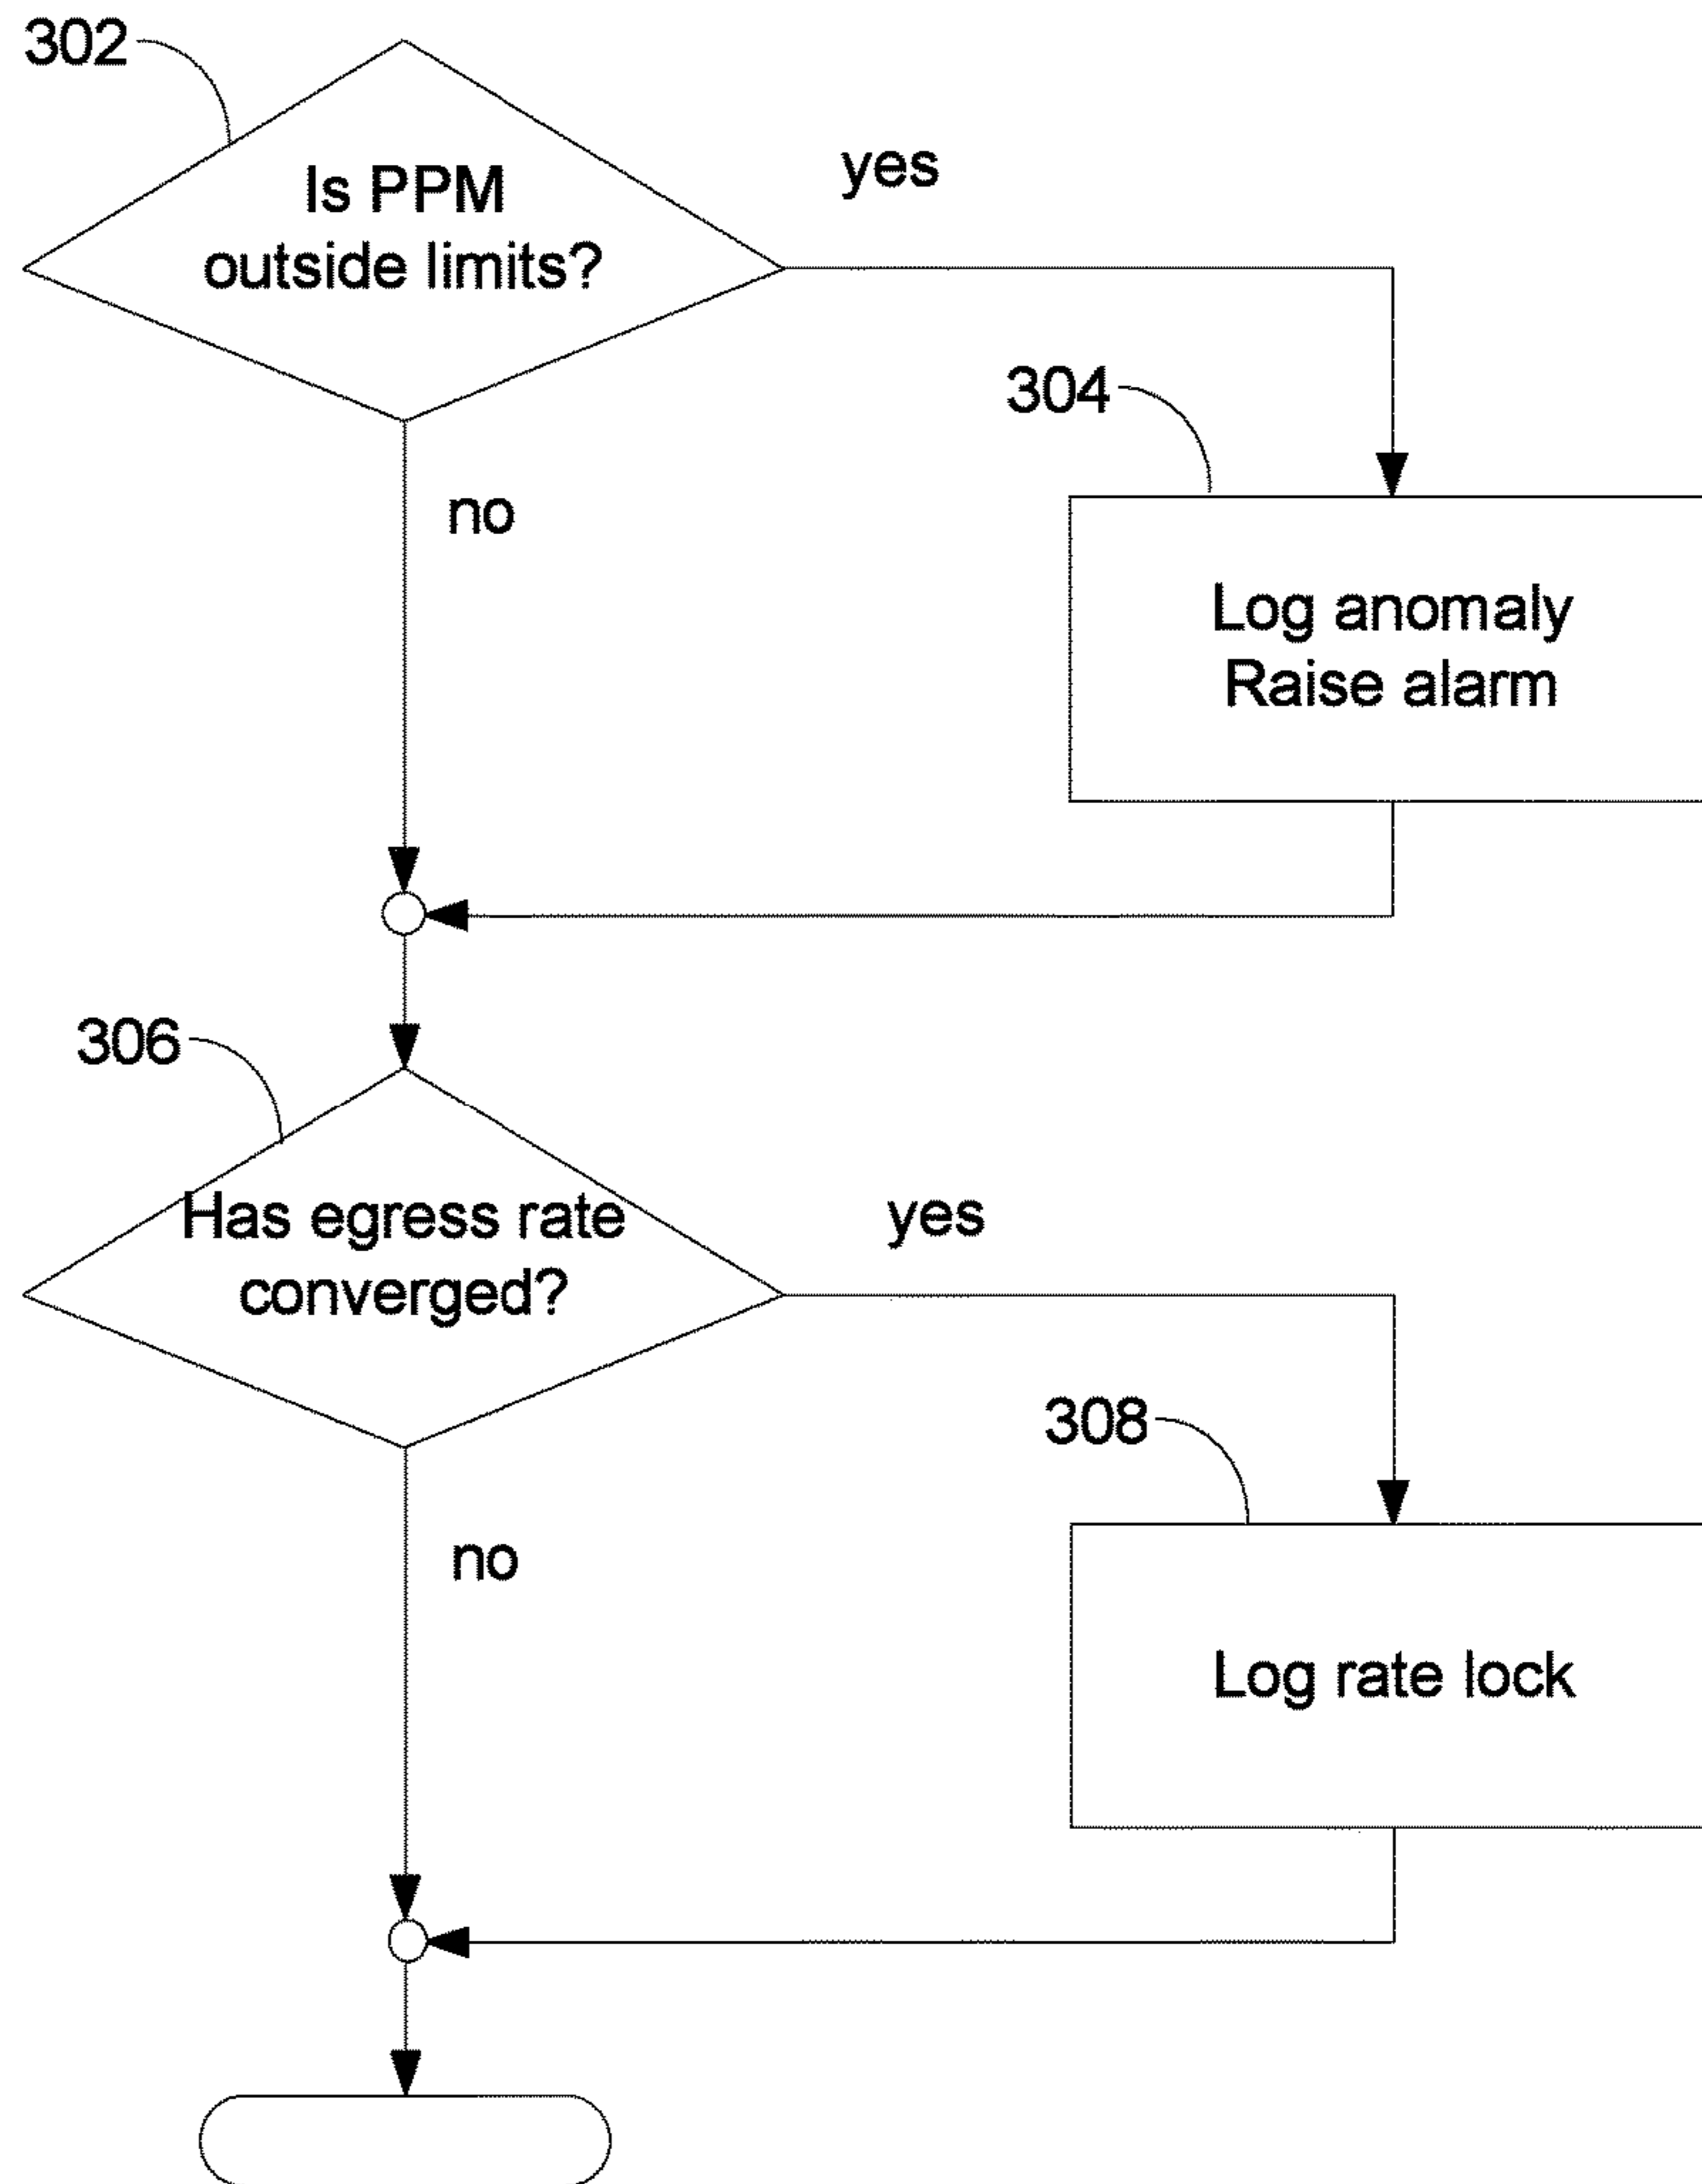 302
Is PPM
outside limits?
yes
304
no
Log anomaly
Raise alarm
306
Has egress rate
converged?
yes
308
no
Log rate lock